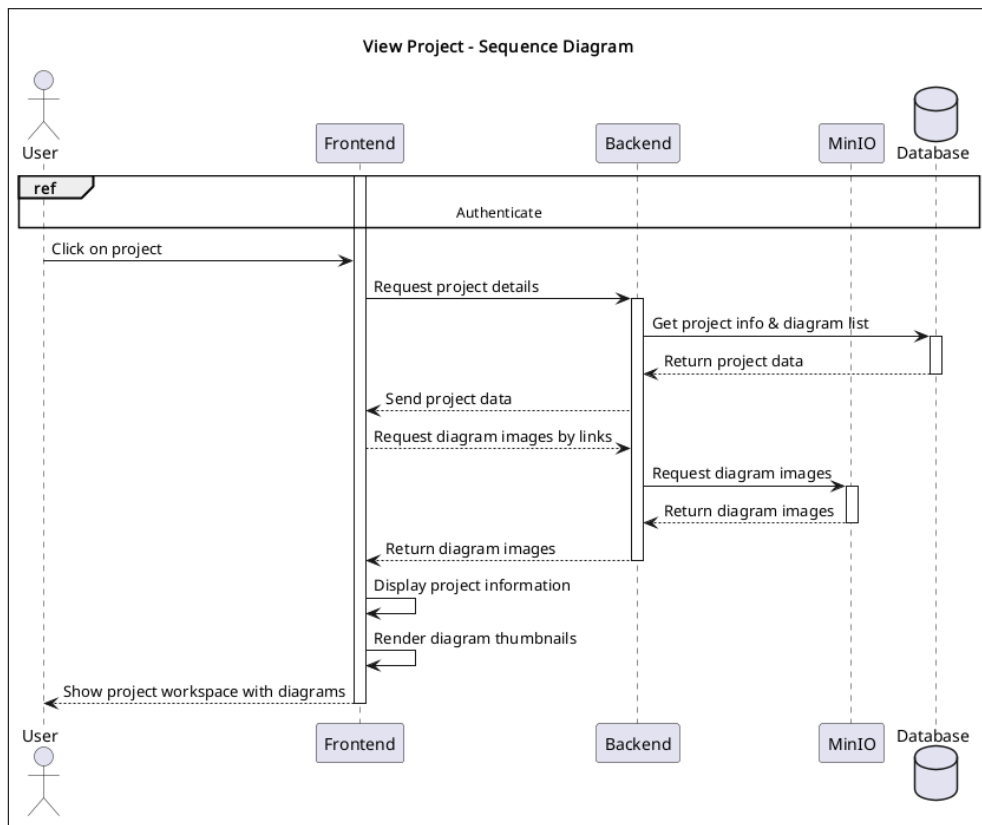 View Project - Sequence Diagram
User
Frontend
Backend
MinIO
Database
ref
Authenticate
Click on project
Request project details
Get project info & diagram list
Return project data
Send project data
Request diagram images by links
Request diagram images
Return diagram images
Return diagram images
Display project information
Render diagram thumbnails
Show project workspace with diagrams
User
Frontend
Backend
MinIO
Database